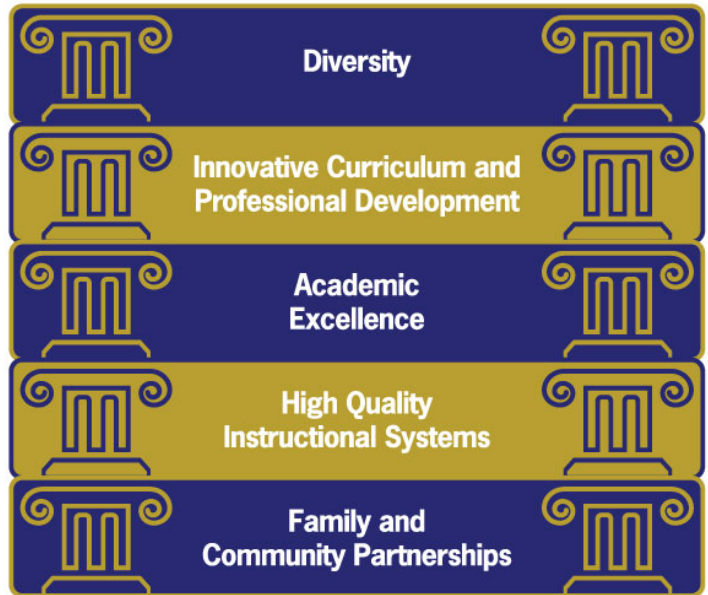 Diversity
Innovative Curriculum and
Professional Development
Academic
Excellence
High Quality
Instructional Systems
Family and
Community Partnerships